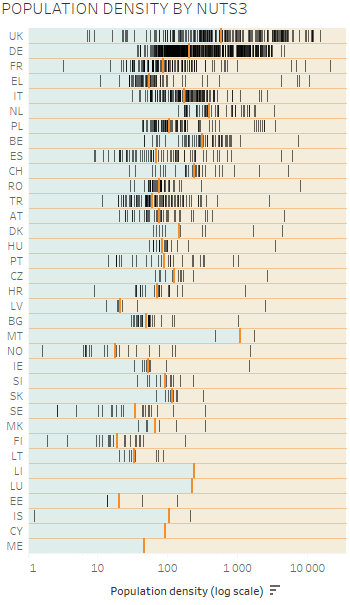 POPULATION DENSITY BY NUTS3
UK
DE
FR
EL
IT
NL
PL
BE
ES
CH
RO
TR
AT
DK
HU
PT
CZ
HR
LV
BG
MT
NO
IE
SI
SK
SE
MK
FI
LT
LI
LU
EE
IS
CY
ME
1 10 100 1 000 10 000
Population density (log scale)